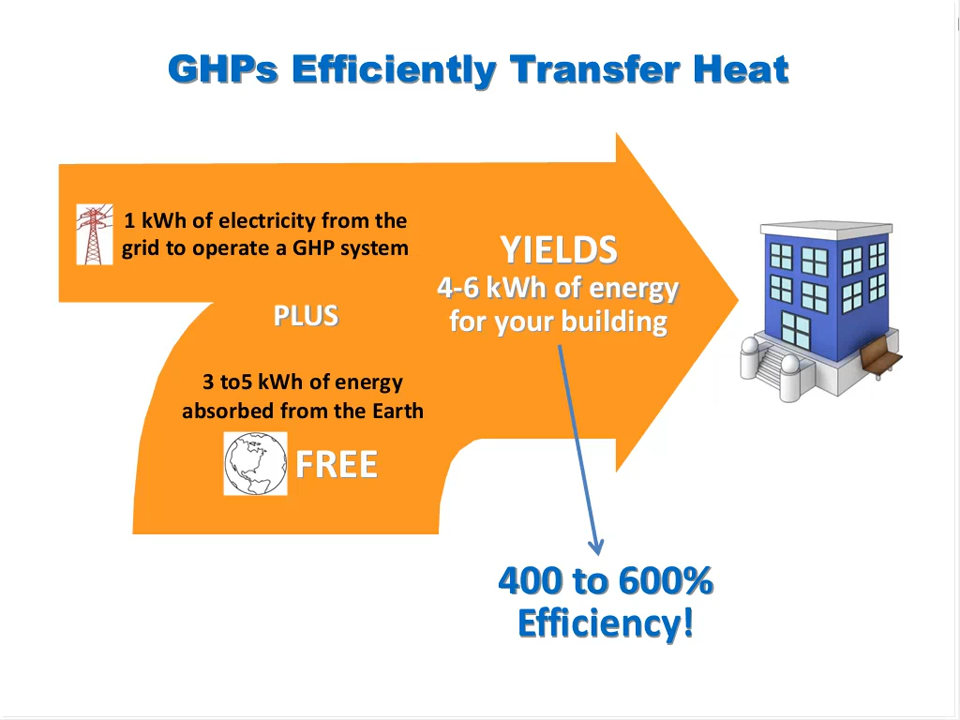 GHPs Efficiently Transfer Heat
1 kWh of electricity from the
grid to operate a GHP system
YIELDS
4-6 kWh of energy
for your building
PLUS
3 to5 kWh of energy
absorbed from the Earth
FREE
400 to 600%
Efficiency!